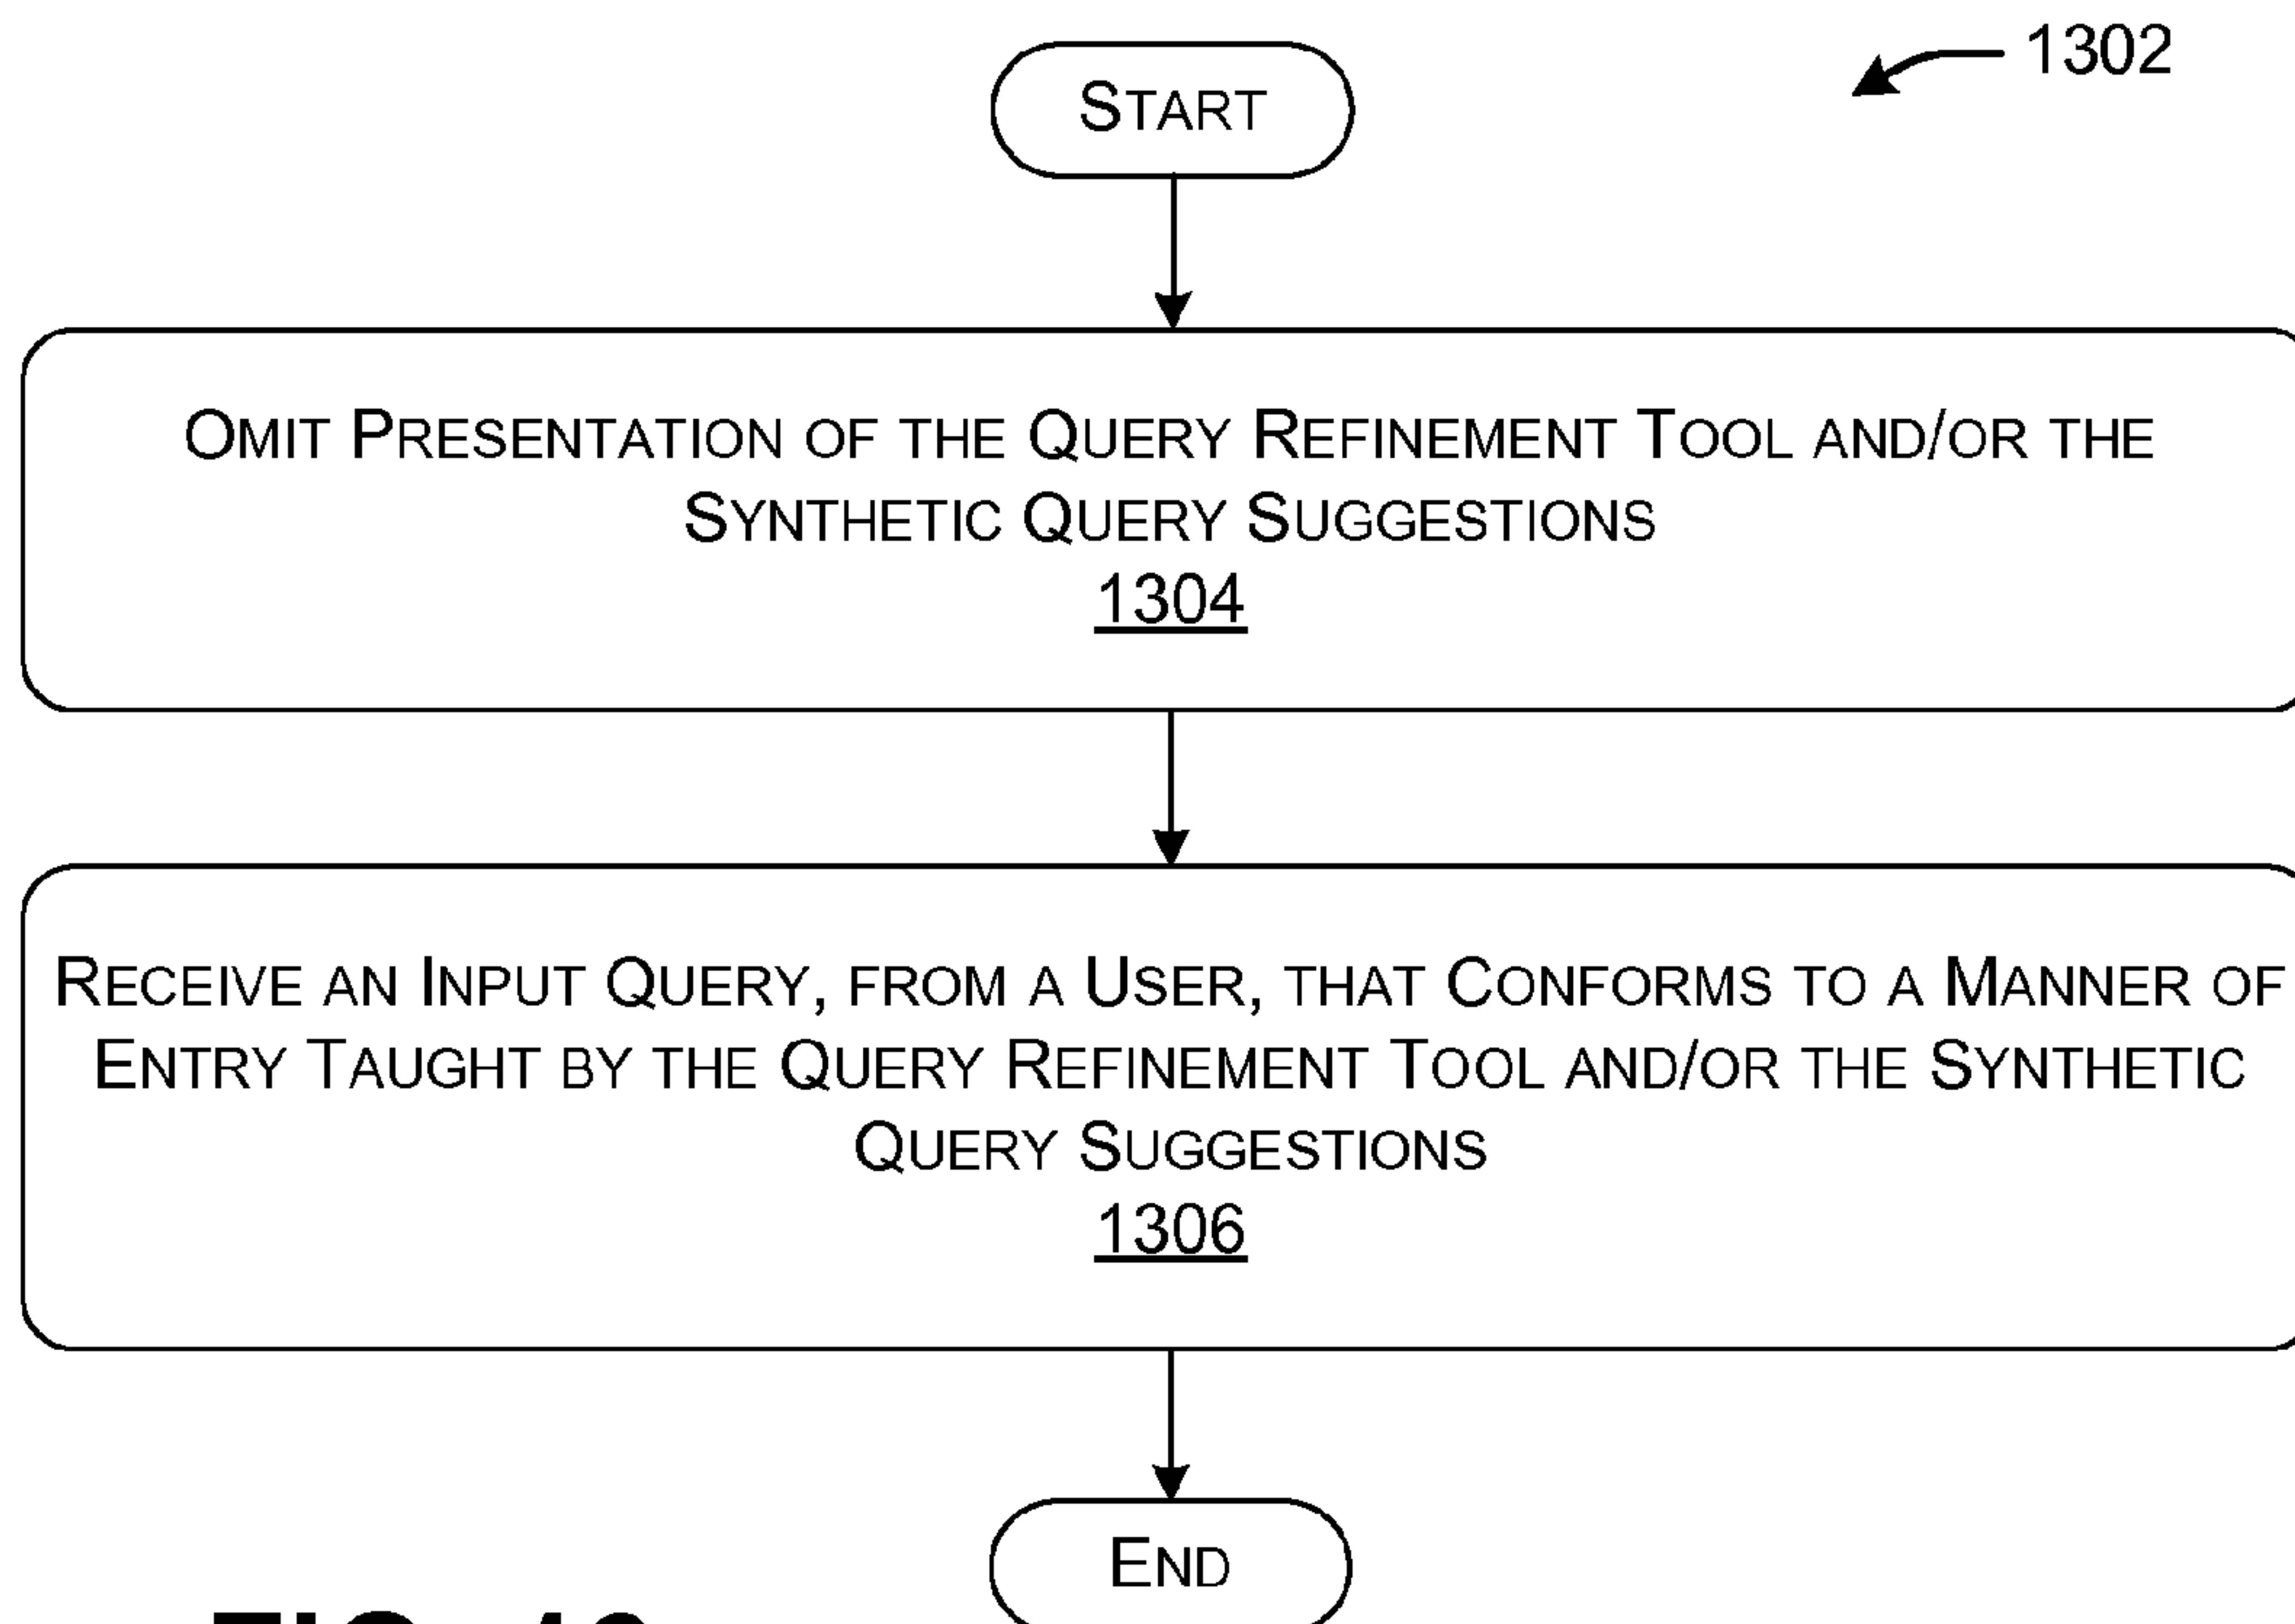 1302
START
OMIT PRESENTATION OF THE QUERY REFINEMENT TOOL AND/OR THE
SYNTHETIC QUERY SUGGESTIONS
1304
RECEIVE AN INPUT QUERY, FROM A USER, THAT CONFORMS TO A MANNER OF
ENTRY TAUGHT BY THE QUERY REFINEMENT TOOL AND/OR THE SYNTHETIC
QUERY SUGGESTIONS
1306
END